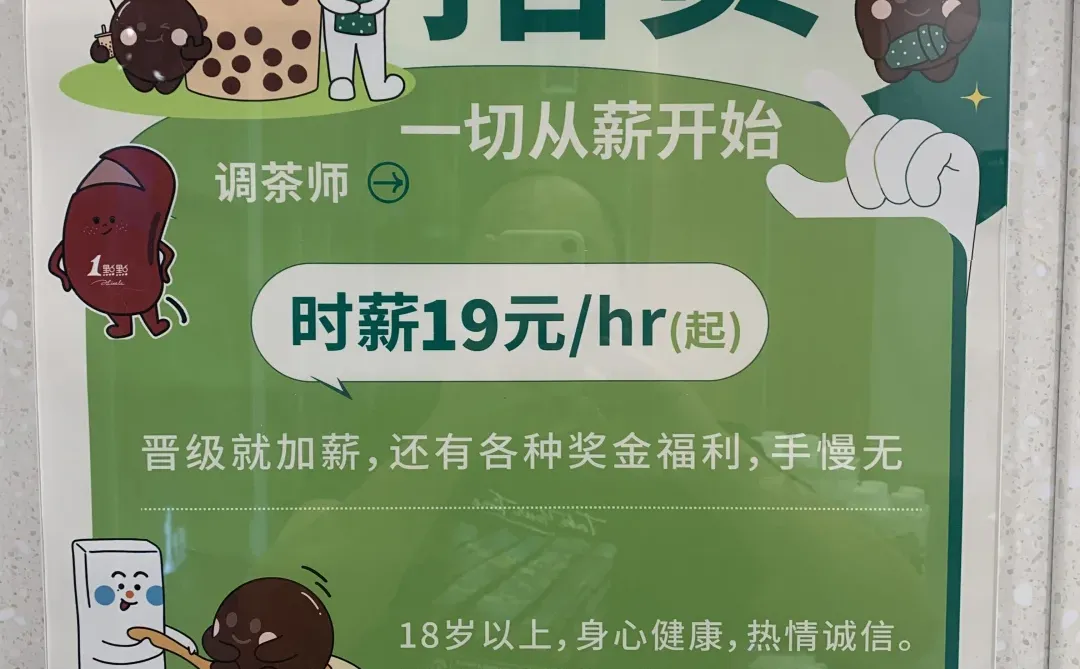 一切从薪开始
调茶师
时薪19元/hr(起)
晋级就加薪，还有各种奖金福利，手慢无
18岁以上，身心健康，热情诚信。